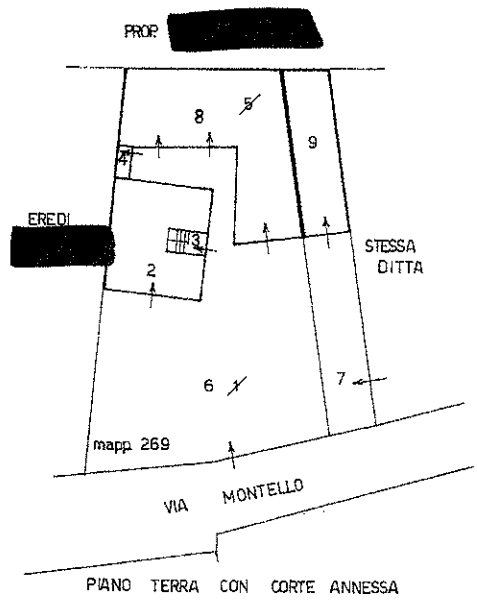 PROP.
8 5
9
4
EREDI
3
STESSA
DITTA
2
7
6 1
mapp. 269
VIA MONTELLO
PIANO TERRA CON CORTE ANNESSA